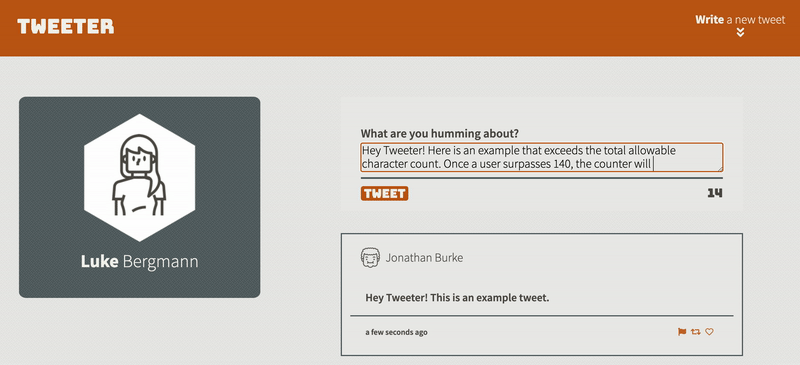 TWEETER
Write a new tweet
Luke Bergmann
What are you humming about?
Hey Tweeter! Here is an example that exceeds the total allowable
character count. Once a user surpasses 140, the counter will
TWEET
14
Jonathan Burke
Hey Tweeter! This is an example tweet.
a few seconds ago